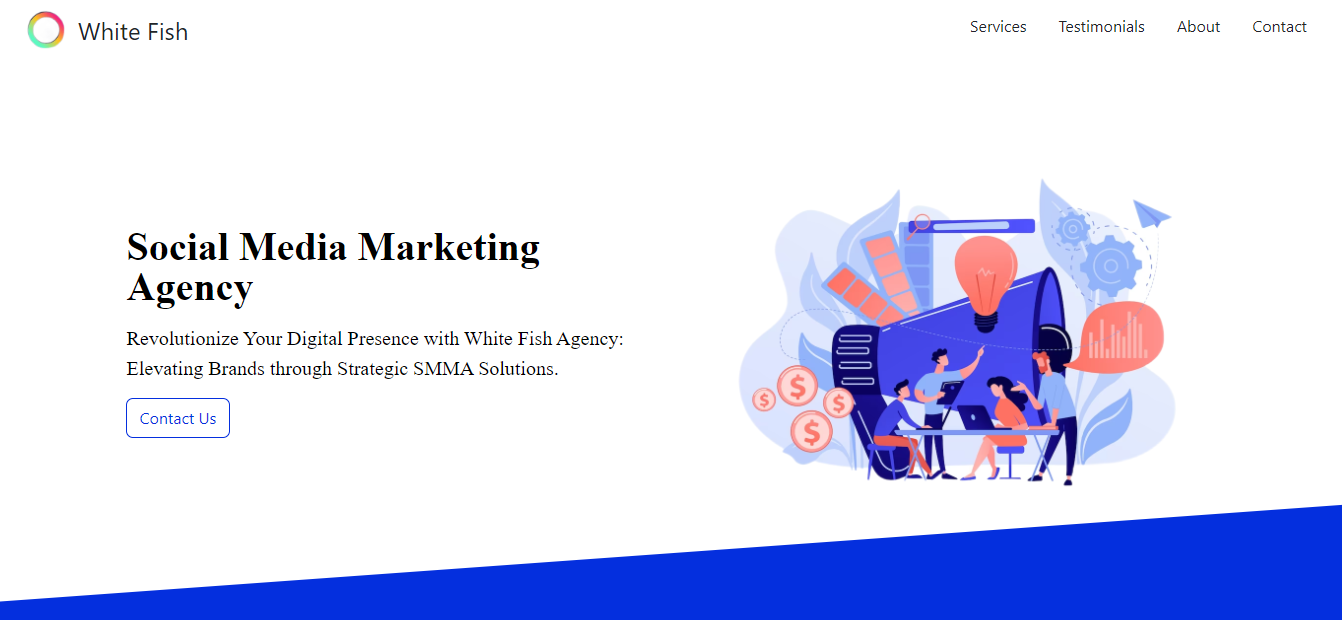 White Fish
Services
Testimonials
About
Contact
Social Media Marketing
Agency
Revolutionize Your Digital Presence with White Fish Agency:
Elevating Brands through Strategic SMMA Solutions.
Contact Us
$
$
$
$